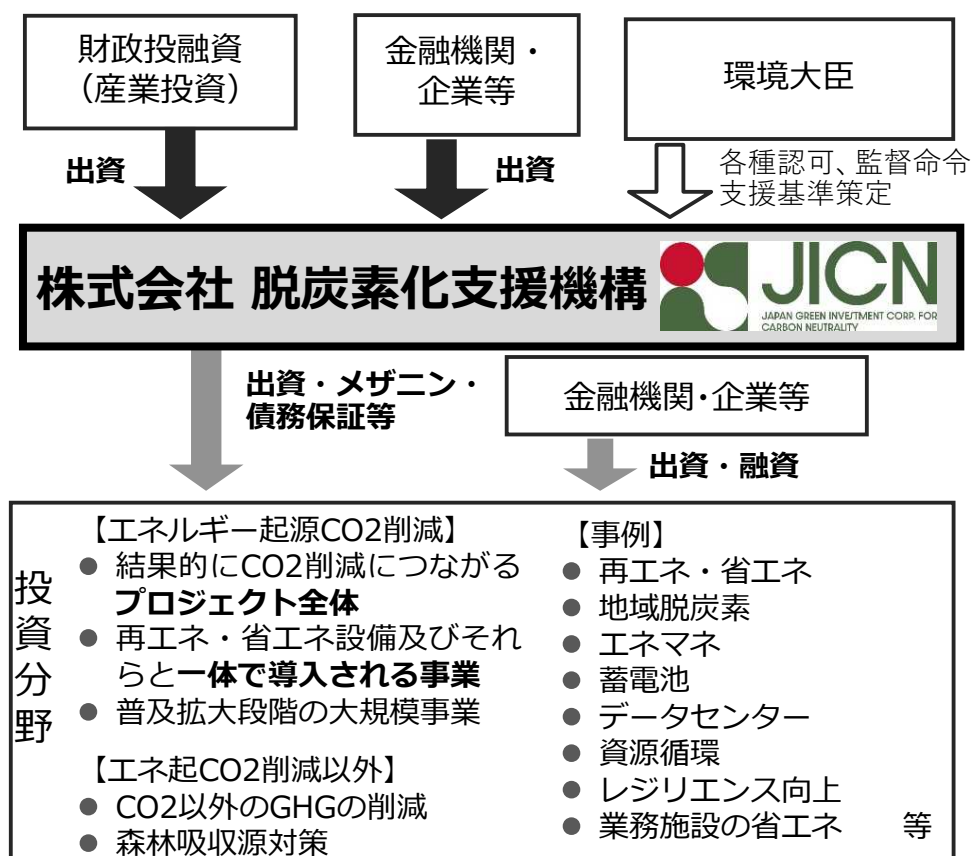 財政投融資
（産業投資）
金融機関・
企業等
環境大臣
出資
出資
各種認可、監督命令
支援基準策定
株式会社 脱炭素化支援機構
JICN
JAPAN GREEN INVESTMENT CORP. FOR
CARBON NEUTRALITY
出資・メザニン・
債務保証等
金融機関・企業等
出資・融資
投資分野
【エネルギー起源CO2削減】
● 結果的にCO2削減につながる
プロジェクト全体
● 再エネ・省エネ設備及びそれ
らと一体で導入される事業
● 普及拡大段階の大規模事業
【エネ起CO2削減以外】
● CO2以外のGHGの削減
● 森林吸収源対策
【事例】
● 再エネ・省エネ
● 地域脱炭素
● エネマネ
● 蓄電池
● データセンター
● 資源循環
● レジリエンス向上
● 業務施設の省エネ　　等